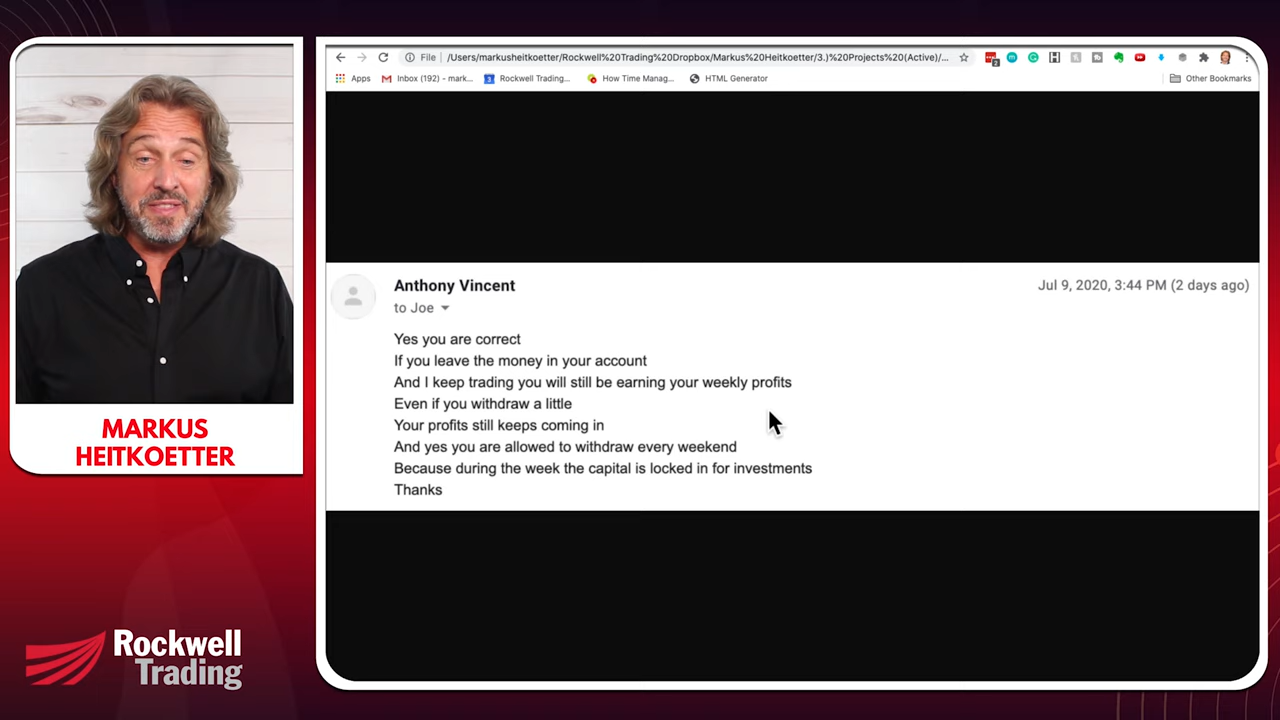 MARKUS
HEITKOETTER
Rockwell
Trading
File
/Users/markusheitkoetter/Rockwell%20Trading%20Dropbox/Markus%20Heitkoetter/3.)%20Projects%20(Active)/...
Apps
Inbox (192) - mark...
Rockwell Trading...
How Time Manag...
HTML Generator
Other Bookmarks
Anthony Vincent
Jul 9, 2020, 3:44 PM (2 days ago)
to Joe
Yes you are correct
If you leave the money in your account
And I keep trading you will still be earning your weekly profits
Even if you withdraw a little
Your profits still keeps coming in
And yes you are allowed to withdraw every weekend
Because during the week the capital is locked in for investments
Thanks